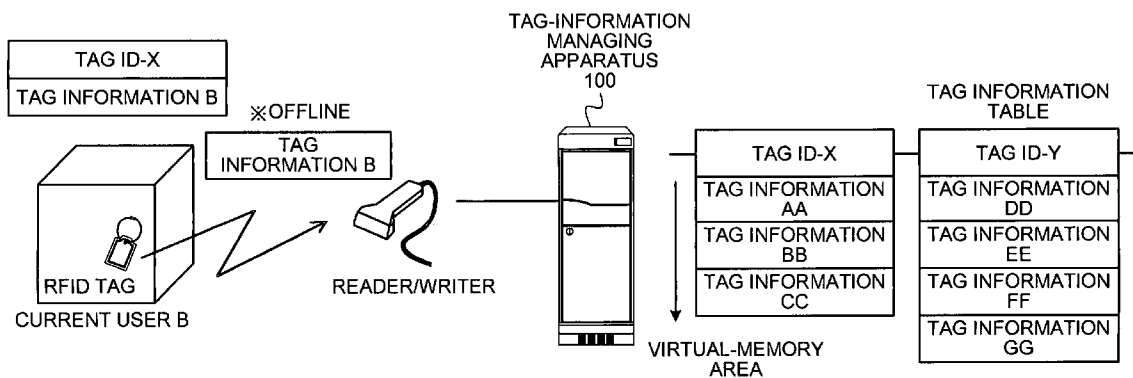 TAG-INFORMATION
MANAGING
APPARATUS
100
TAG ID-X
TAG INFORMATION B
※OFFLINE
TAG
INFORMATION B
RFID TAG
CURRENT USER B
READER/WRITER
TAG INFORMATION
TABLE
TAG ID-X
TAG INFORMATION
AA
TAG INFORMATION
BB
TAG INFORMATION
CC
VIRTUAL-MEMORY
AREA
TAG ID-Y
TAG INFORMATION
DD
TAG INFORMATION
EE
TAG INFORMATION
FF
TAG INFORMATION
GG